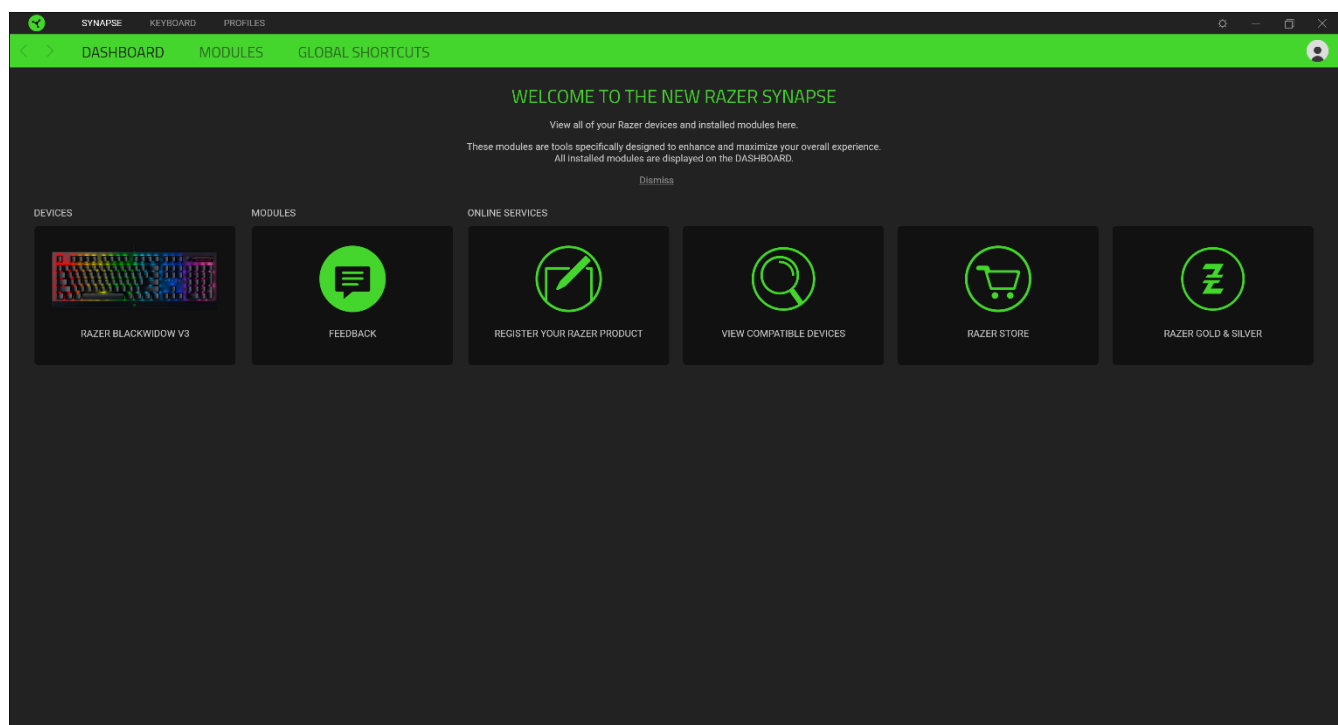 SYNAPSE KEYBOARD PROFILES
DASHBOARD MODULES GLOBAL SHORTCUTS
WELCOME TO THE NEW RAZER SYNAPSE
View all of your Razer devices and installed modules here.
These modules are tools specifically designed to enhance and maximize your overall experience.
All installed modules are displayed on the DASHBOARD.
Dismiss
DEVICES MODULES ONLINE SERVICES
RAZER BLACKWIDOW V3 FEEDBACK REGISTER YOUR RAZER PRODUCT VIEW COMPATIBLE DEVICES RAZER STORE RAZER GOLD & SILVER